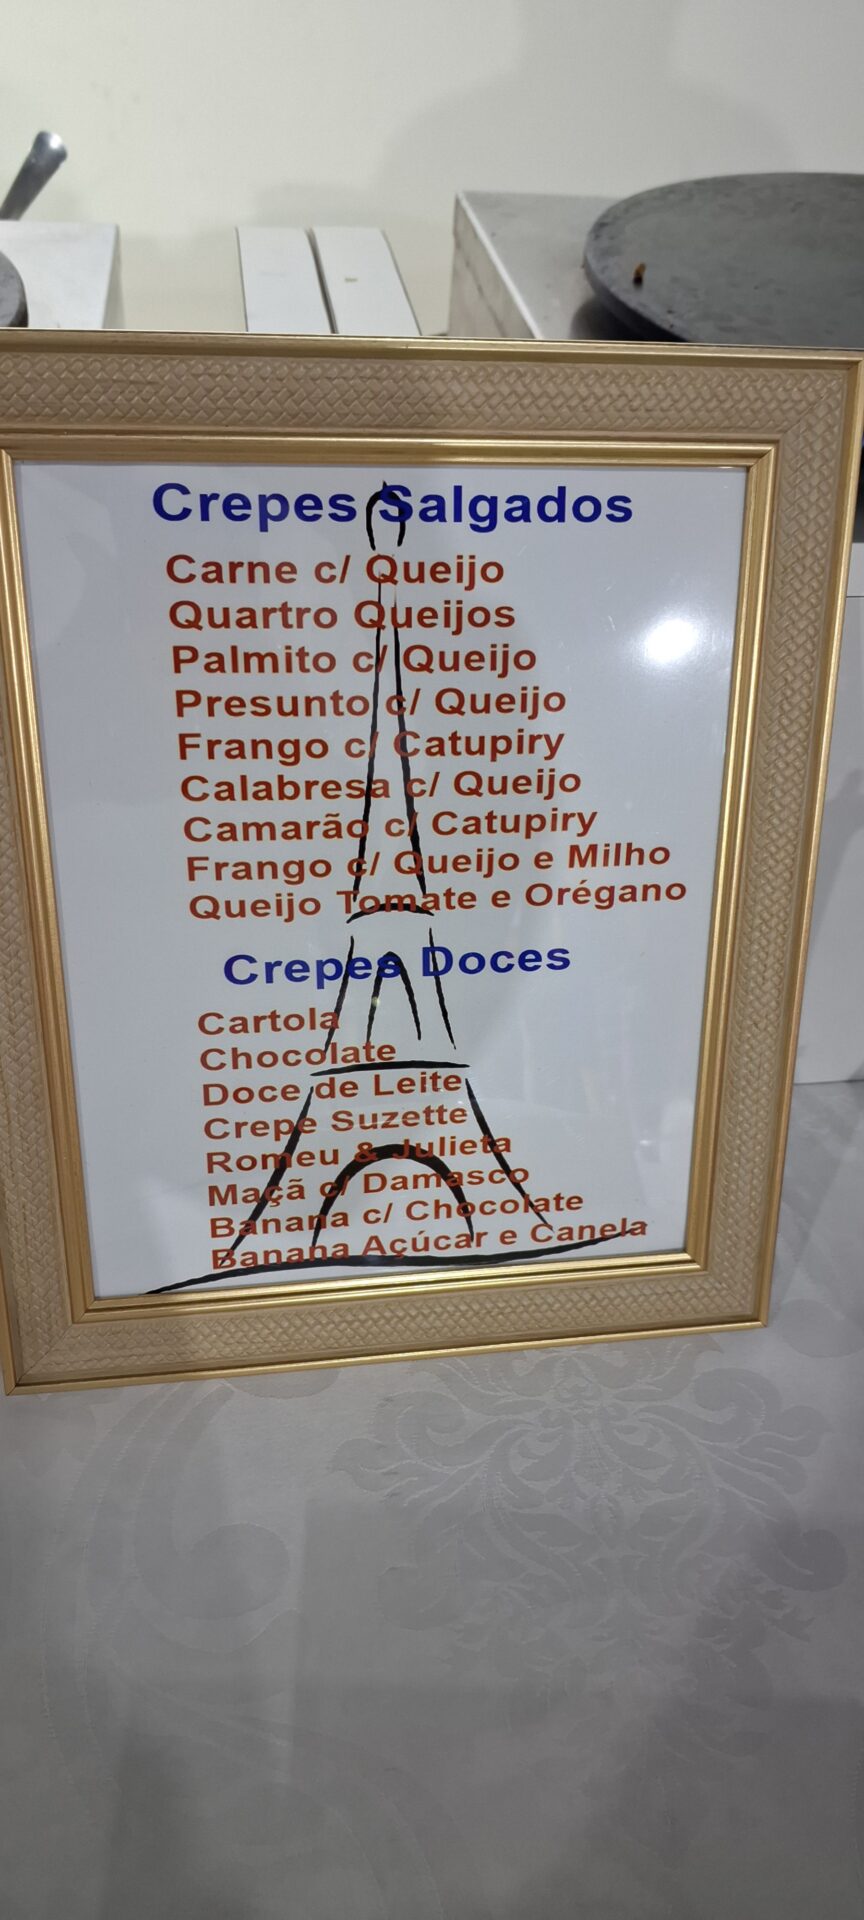 Crepes Salgados
Carne c/ Queijo
Quartro Queijos
Palmito c/ Queijo
Presunto c/ Queijo
Frango c/ Catupiry
Calabresa c/ Queijo
Camarão c/ Catupiry
Frango c/ Queijo e Milho
Queijo Tomate e Orégano
Crepes Doces
Cartola
Chocolate
Doce de Leite
Crepe Suzette
Romeu & Julieta
Maçã c/ Damasco
Banana c/ Chocolate
Banana Açúcar e Canela